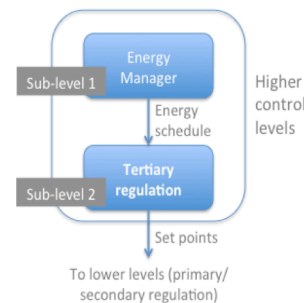 Energy
Manager
Sub-level 1
Higher
control
levels
Energy
schedule
Tertiary
regulation
Sub-level 2
Set points
To lower levels (primary/
secondary regulation)